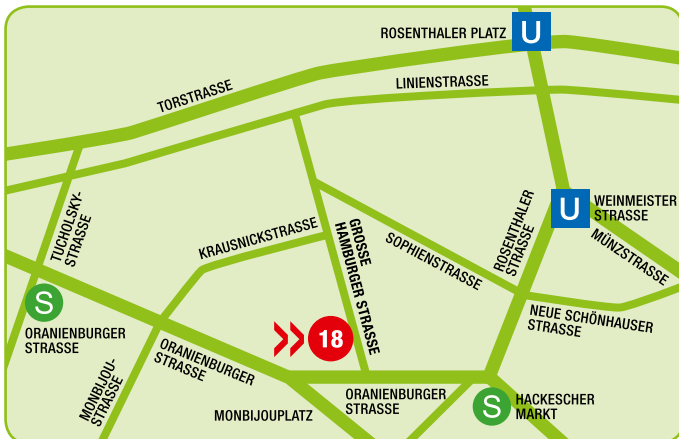 ROSENTHALER PLATZ
U
TORSTRASSE
LINIENSTRASSE
TUCHOLSKY-
STRASSE
KRAUSNICKSTRASSE
GROSSE
HAMBURGER STRASSE
SOPHIENSTRASSE
ROSENTHALER
STRASSE
U
WEINMEISTER
STRASSE
MÜNZSTRASSE
S
ORANIENBURGER
STRASSE
MONBIJOU-
STRASSE
ORANIENBURGER
STRASSE
18
NEUE SCHÖNHAUSER
STRASSE
MONBIJOUPLATZ
ORANIENBURGER
STRASSE
S
HACKESCHER
MARKT